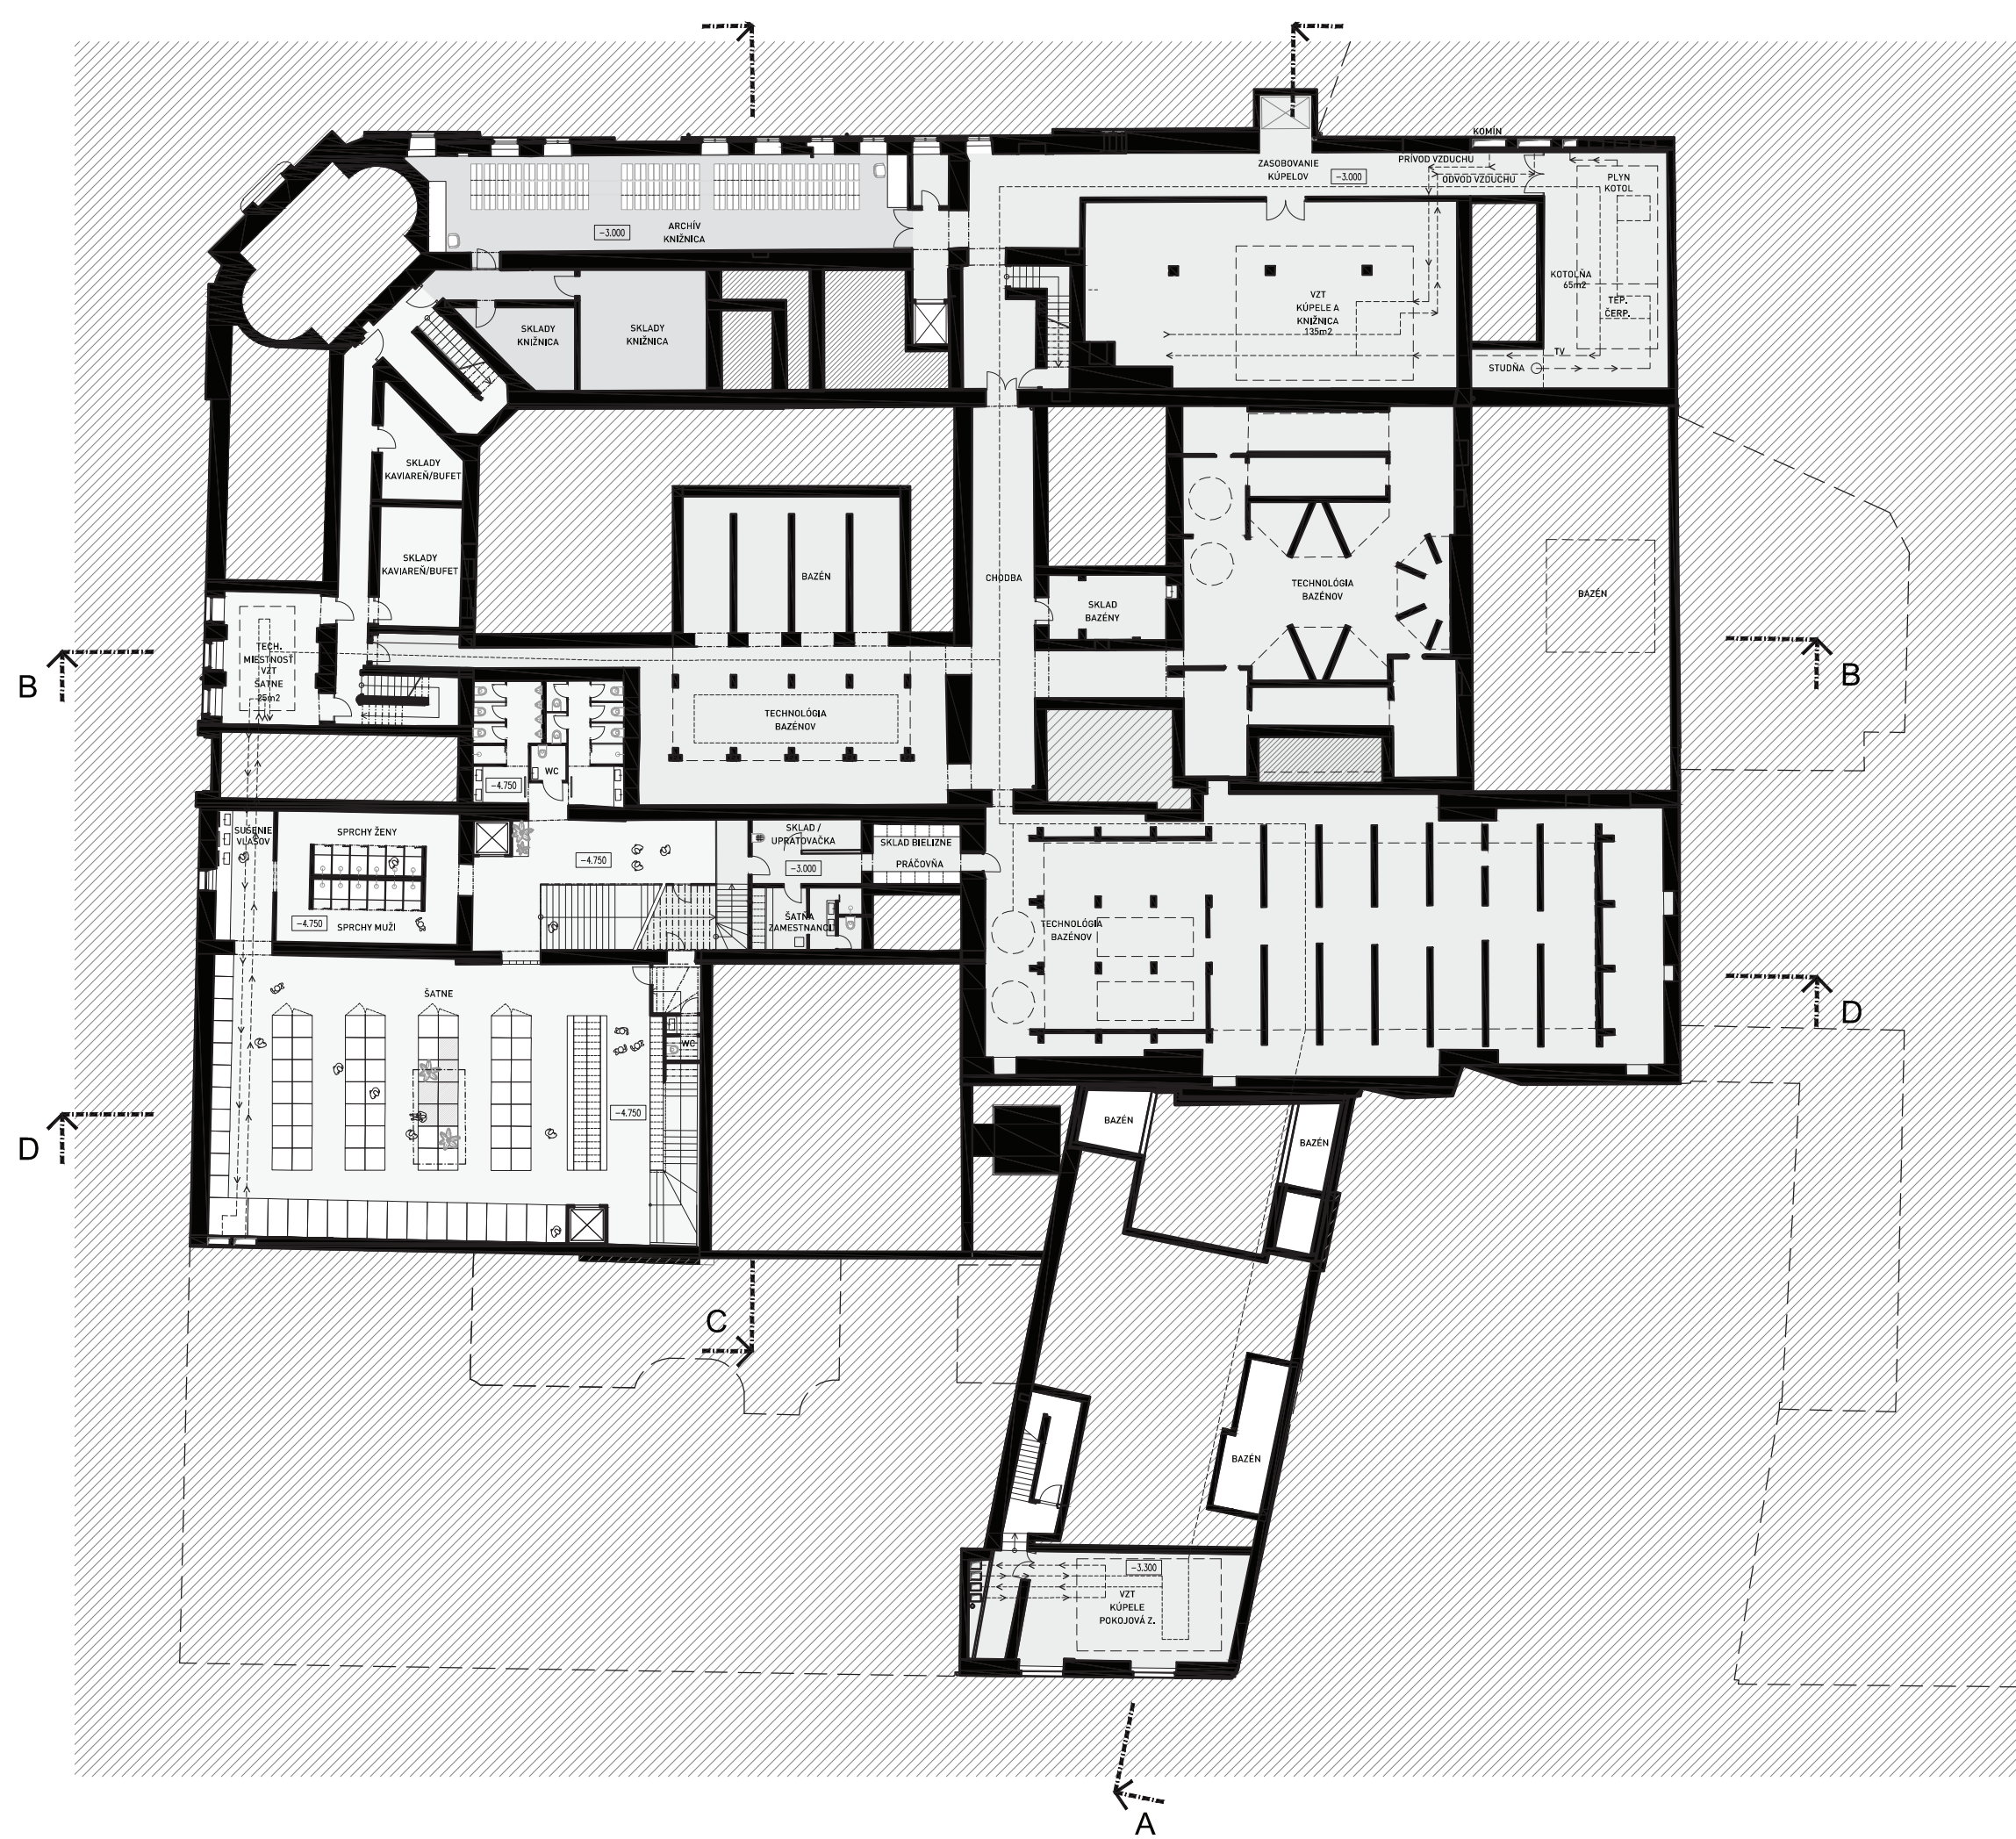 KOMÍN
ZASOBOVANIE
KÚPEĽOV
-3.000
PRÍVOD VZDUCHU
ODVOD VZDUCHU
PLYN
KOTOL
-3.000
ARCHÍV
KNIŽNICA
SKLADY
KNIŽNICA
SKLADY
KNIŽNICA
VZT
KÚPELE A
KNIŽNICA
135m2
KOTOLŇA
65m2
TEP.
ČERP.
TV
STUDŇA
SKLADY
KAVIAREŇ/BUFET
SKLADY
KAVIAREŇ/BUFET
BAZÉN
CHODBA
SKLAD
BAZÉNY
TECHNOLÓGIA
BAZÉNOV
BAZÉN
TECH.
MIESTNOSŤ
VZT
ŠATNE
25m2
B
B
TECHNOLÓGIA
BAZÉNOV
WC
-4.750
SUŠENIE
VLASOV
SPRCHY ŽENY
-4.750
SPRCHY MUŽI
-4.750
SKLAD /
UPRATOVAČKA
-3.000
SKLAD BIELIZNE
PRÁČOVŇA
ŠATŇA
ZAMESTNANCI
TECHNOLÓGIA
BAZÉNOV
ŠATNE
WC
-4.750
D
D
BAZÉN
BAZÉN
C
BAZÉN
-3.300
VZT
KÚPELE
POKOJOVÁ Z.
A